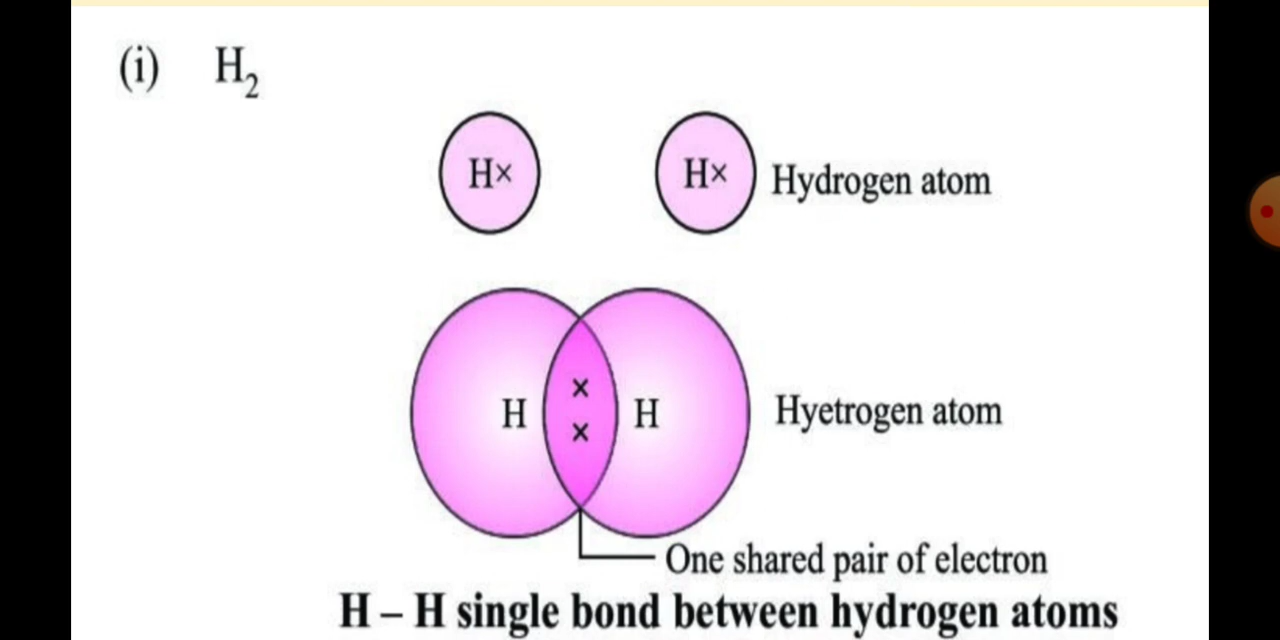 (i) H₂
H× H× Hydrogen atom
H × × H Hyetrogen atom
One shared pair of electron
H – H single bond between hydrogen atoms